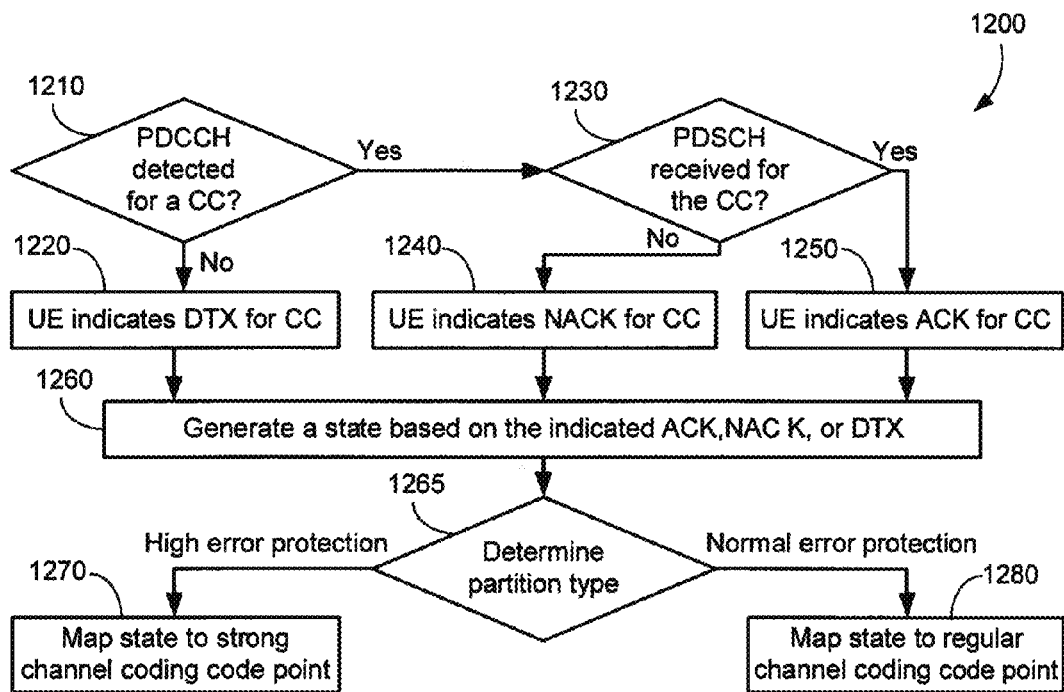 1200
1210
PDCCH
detected
for a CC?
Yes
1230
PDSCH
received for
the CC?
Yes
1220
No
UE indicates DTX for CC
1240
No
UE indicates NACK for CC
1250
UE indicates ACK for CC
1260
Generate a state based on the indicated ACK,NAC K, or DTX
1265
Determine
partition type
High error protection
Normal error protection
1270
Map state to strong
channel coding code point
1280
Map state to regular
channel coding code point